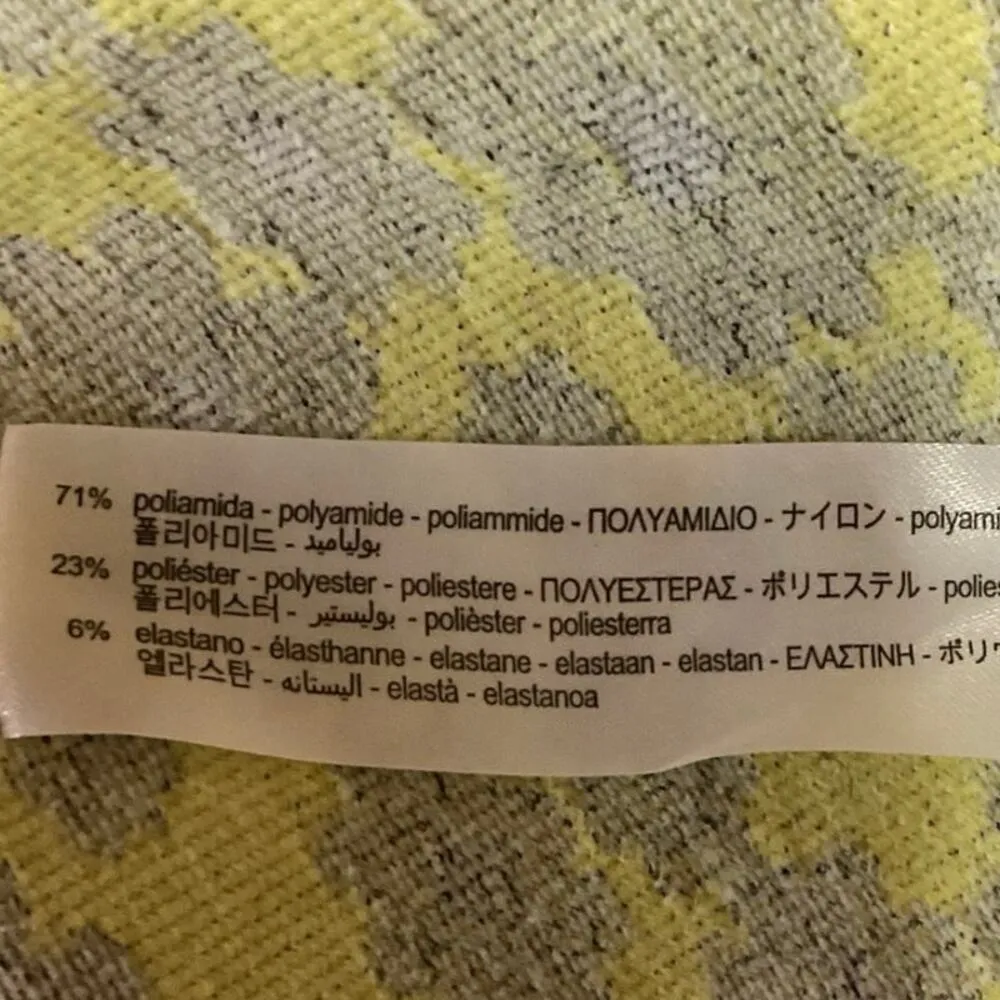 71% poliamida - polyamide - poliammide - ΠΟΛΥΑΜΙΔΙΟ - ナイロン - polyami
폴리아미드 - بولياميد
23% poliéster - polyester - poliestere - ΠΟΛΥΕΣΤΕΡΑΣ - ポリエステル - polies
폴리에스터 - بوليستير - polièster - poliesterra
6% elastano - élasthanne - elastane - elastaan - elastan - ΕΛΑΣΤΙΝΗ - ポリウ
엘라스탄 - اليستانه - elastà - elastanoa